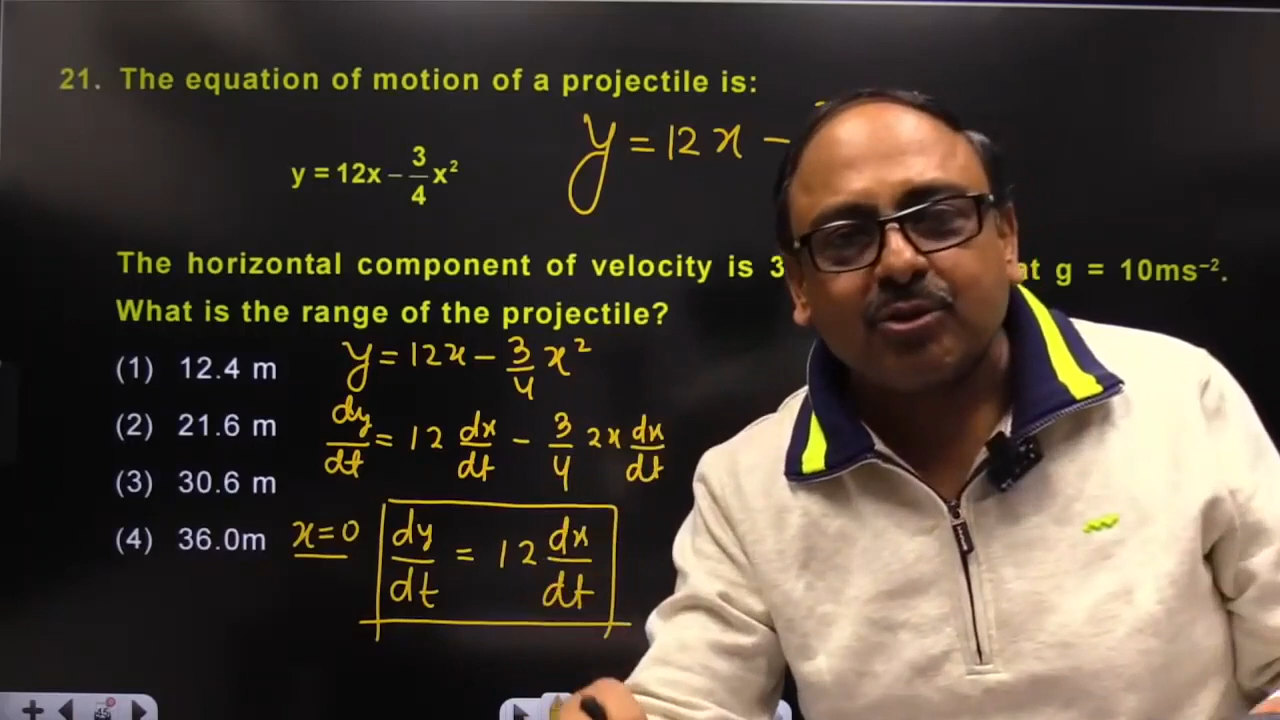 21. The equation of motion of a projectile is:
y = 12x –
y = 12x – 3/4 x²
The horizontal component of velocity is 3 at g = 10ms⁻².
What is the range of the projectile?
(1) 12.4 m
y = 12x – 3/4 x²
(2) 21.6 m
dy/dt = 12 dx/dt – 3/4 2x dx/dt
(3) 30.6 m
(4) 36.0m
x=0 dy/dt = 12 dx/dt